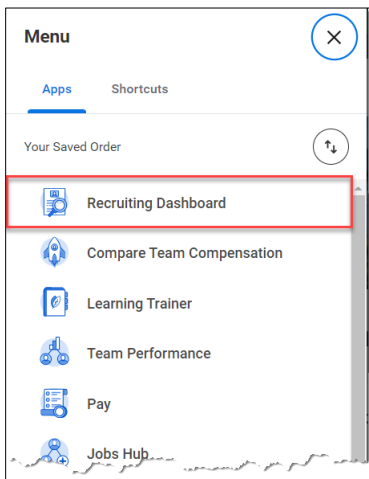 Menu
Apps Shortcuts
Your Saved Order
Recruiting Dashboard
Compare Team Compensation
Learning Trainer
Team Performance
Pay
Jobs Hub